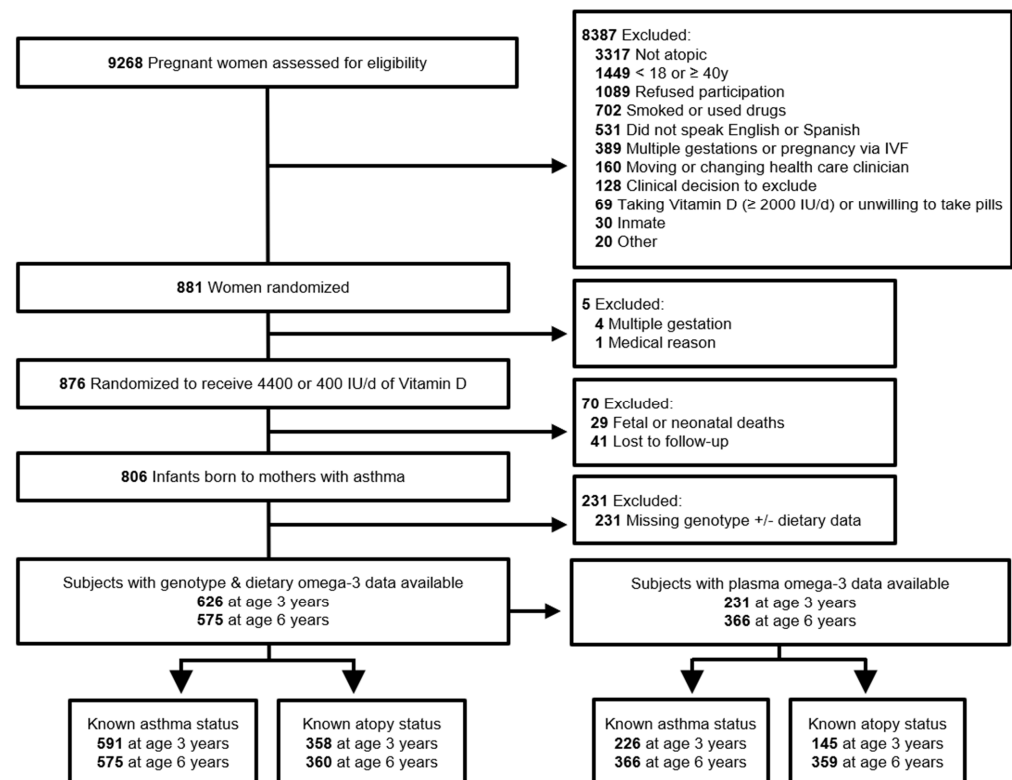 9268 Pregnant women assessed for eligibility
8387 Excluded:
3317 Not atopic
1449 < 18 or ≥ 40y
1089 Refused participation
702 Smoked or used drugs
531 Did not speak English or Spanish
389 Multiple gestations or pregnancy via IVF
160 Moving or changing health care clinician
128 Clinical decision to exclude
69 Taking Vitamin D (≥ 2000 IU/d) or unwilling to take pills
30 Inmate
20 Other
881 Women randomized
5 Excluded:
4 Multiple gestation
1 Medical reason
876 Randomized to receive 4400 or 400 IU/d of Vitamin D
70 Excluded:
29 Fetal or neonatal deaths
41 Lost to follow-up
806 Infants born to mothers with asthma
231 Excluded:
231 Missing genotype +/- dietary data
Subjects with genotype & dietary omega-3 data available
626 at age 3 years
575 at age 6 years
Subjects with plasma omega-3 data available
231 at age 3 years
366 at age 6 years
Known asthma status
591 at age 3 years
575 at age 6 years
Known atopy status
358 at age 3 years
360 at age 6 years
Known asthma status
226 at age 3 years
366 at age 6 years
Known atopy status
145 at age 3 years
359 at age 6 years